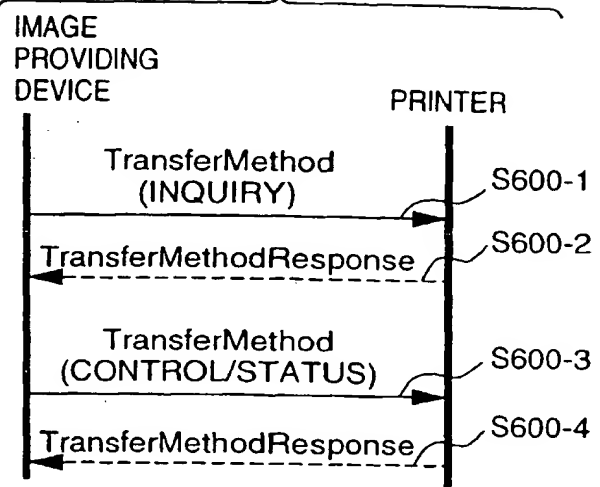 IMAGE
PROVIDING
DEVICE
PRINTER
TransferMethod
(INQUIRY)
S600-1
TransferMethodResponse
S600-2
TransferMethod
(CONTROL/STATUS)
S600-3
TransferMethodResponse
S600-4